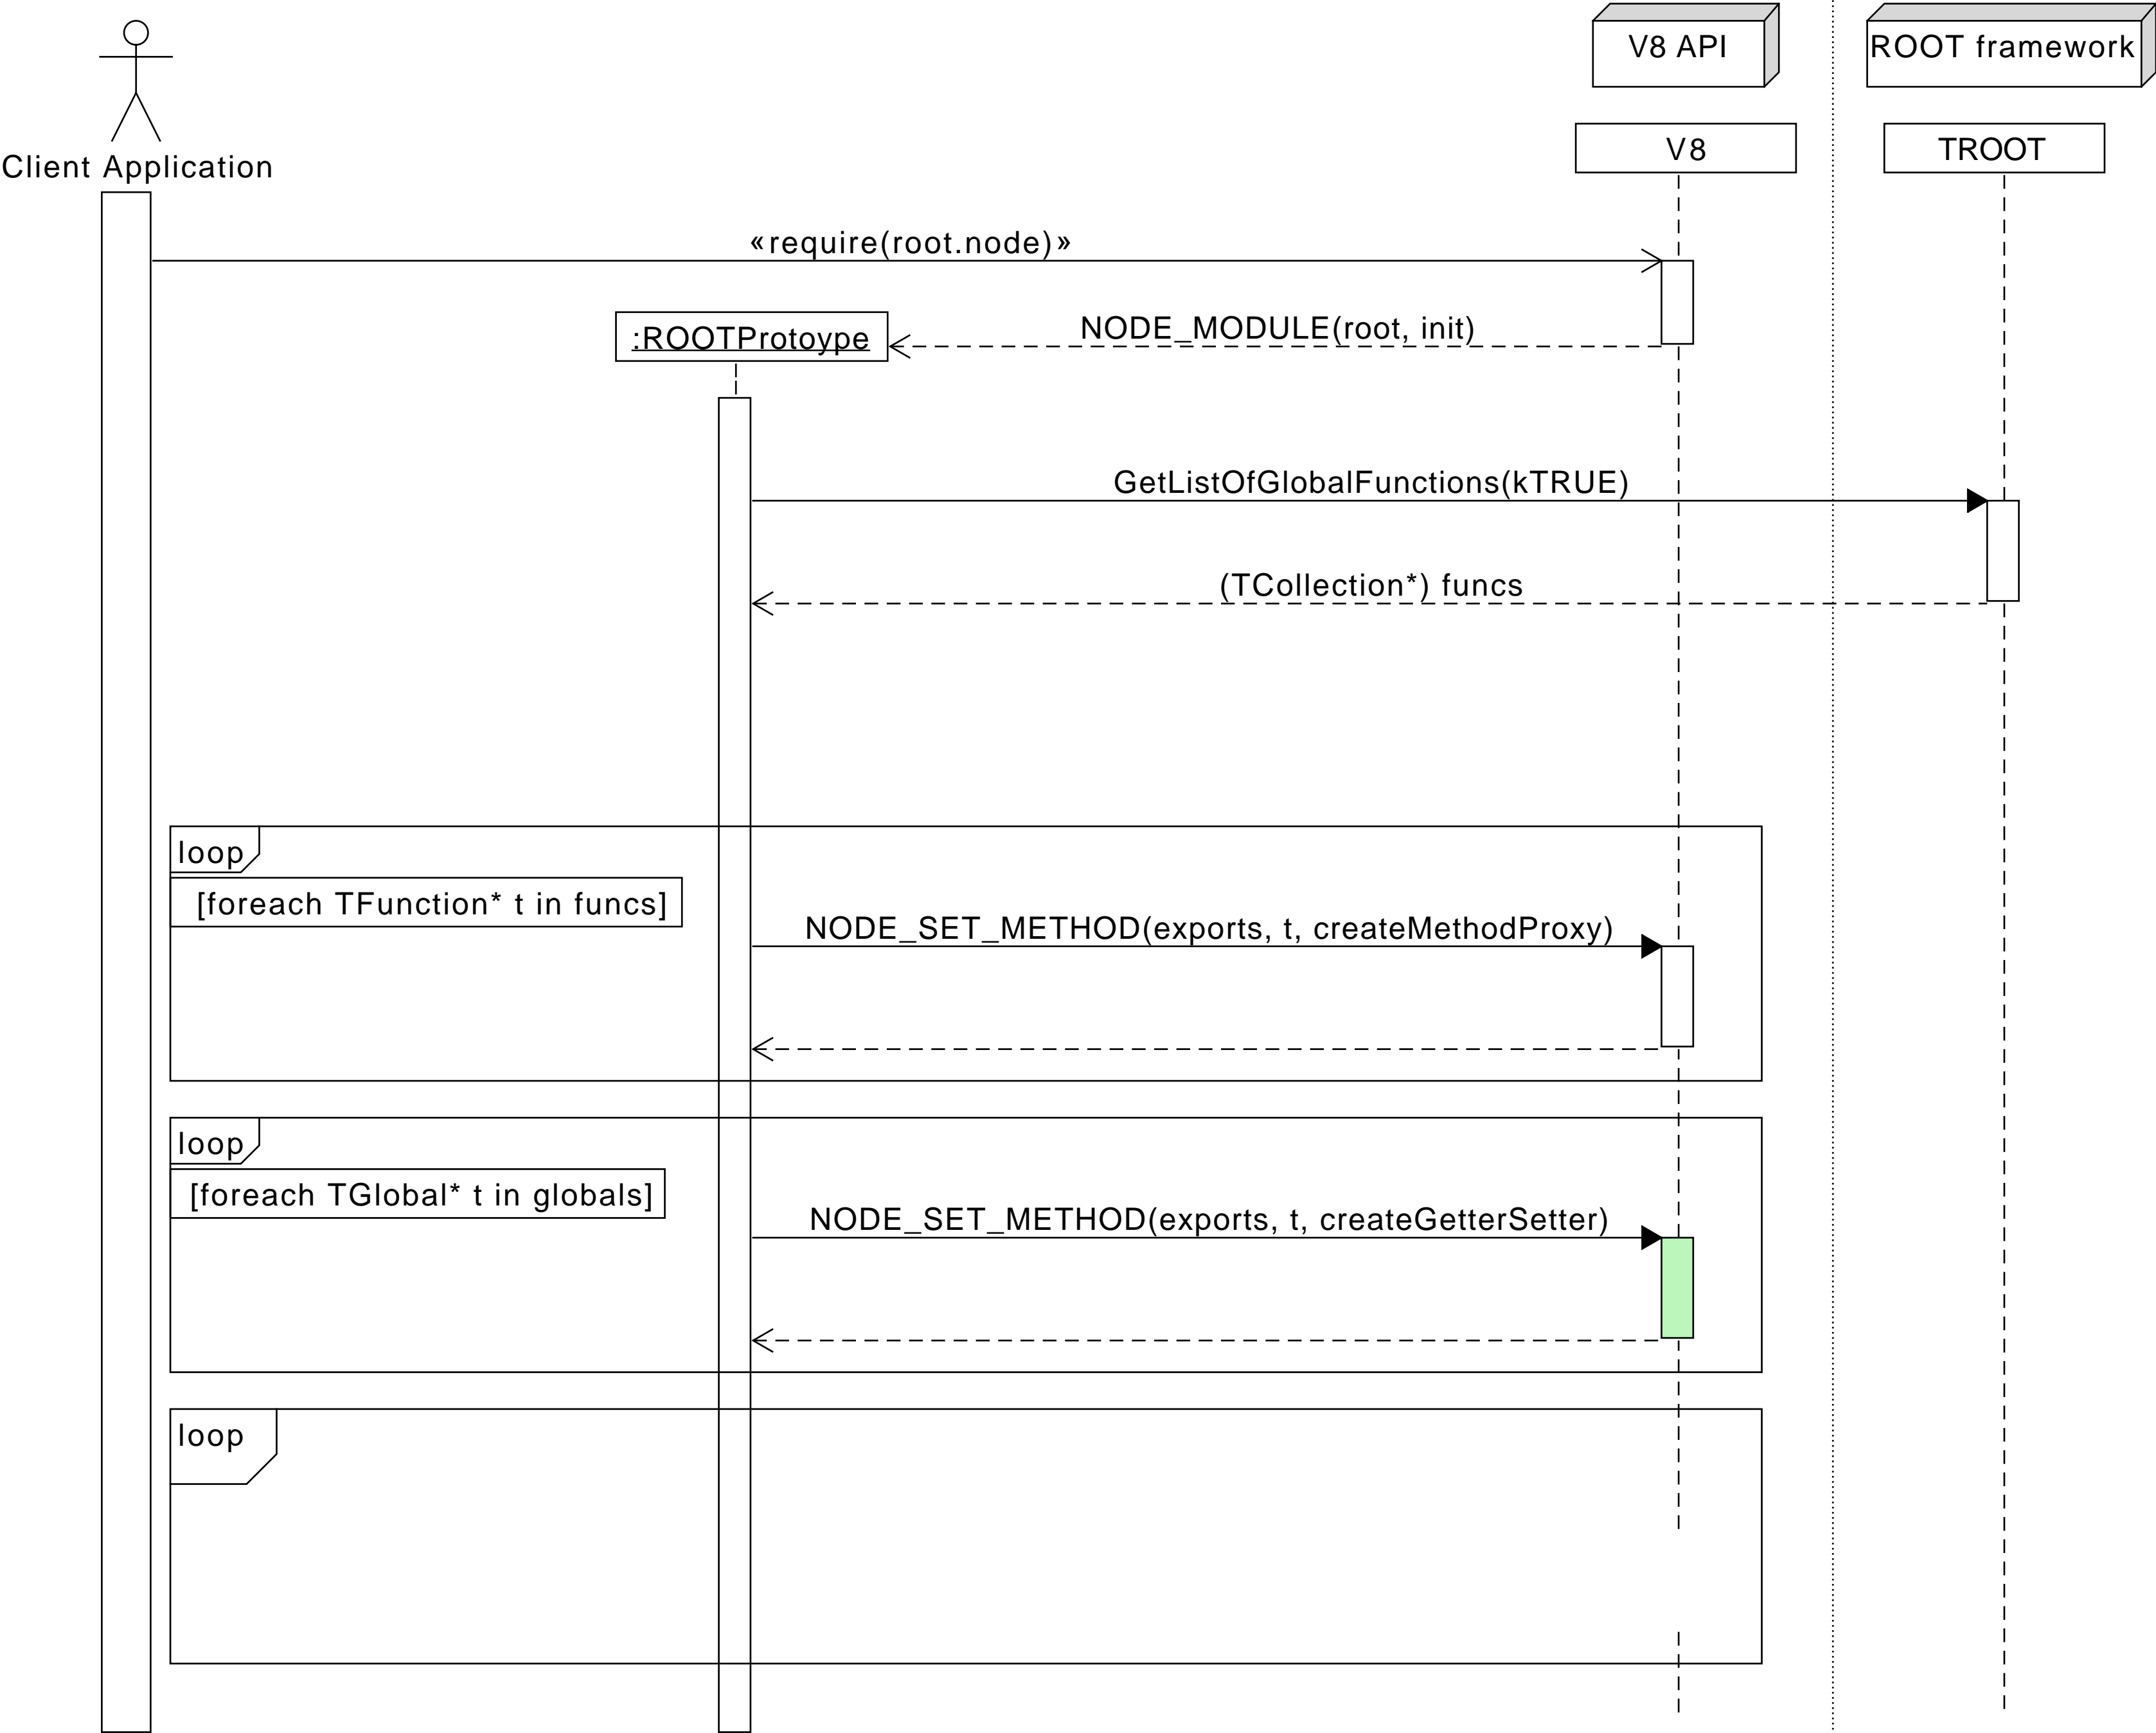 V8 API
ROOT framework
V8
TROOT
Client Application
«require(root.node)»
NODE_MODULE(root, init)
:ROOTProtoype
GetListOfGlobalFunctions(kTRUE)
(TCollection*) funcs
loop
[foreach TFunction* t in funcs]
NODE_SET_METHOD(exports, t, createMethodProxy)
loop
[foreach TGlobal* t in globals]
NODE_SET_METHOD(exports, t, createGetterSetter)
loop